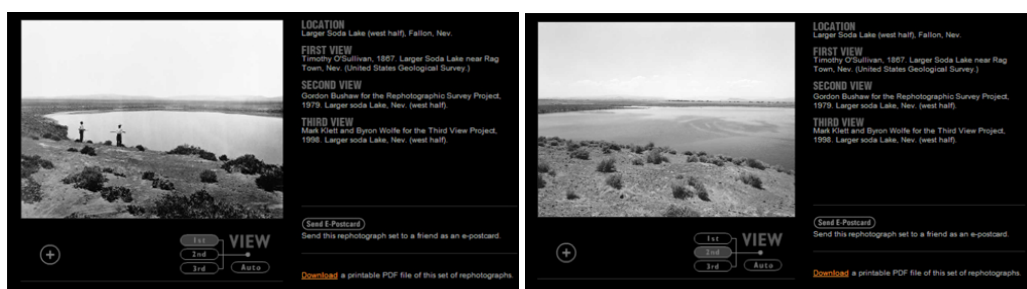 LOCATION
Larger Soda Lake (west half), Fallon, Nev.
FIRST VIEW
Timothy O'Sullivan, 1867. Larger Soda Lake near Rag
Town, Nev. (United States Geological Survey.)
SECOND VIEW
Gordon Bushaw for the Rephotographic Survey Project,
1979. Larger soda Lake, Nev. (west half).
THIRD VIEW
Mark Klett and Byron Wolfe for the Third View Project,
1998. Larger soda Lake, Nev. (west half).
Send E-Postcard
Send this rephotograph set to a friend as an e-postcard.
1st
VIEW
2nd
3rd
Auto
Download a printable PDF file of this set of rephotographs.
LOCATION
Larger Soda Lake (west half), Fallon, Nev.
FIRST VIEW
Timothy O'Sullivan, 1867. Larger Soda Lake near Rag
Town, Nev. (United States Geological Survey.)
SECOND VIEW
Gordon Bushaw for the Rephotographic Survey Project,
1979. Larger soda Lake, Nev. (west half).
THIRD VIEW
Mark Klett and Byron Wolfe for the Third View Project,
1998. Larger soda Lake, Nev. (west half).
Send E-Postcard
Send this rephotograph set to a friend as an e-postcard.
1st
VIEW
2nd
3rd
Auto
Download a printable PDF file of this set of rephotographs.